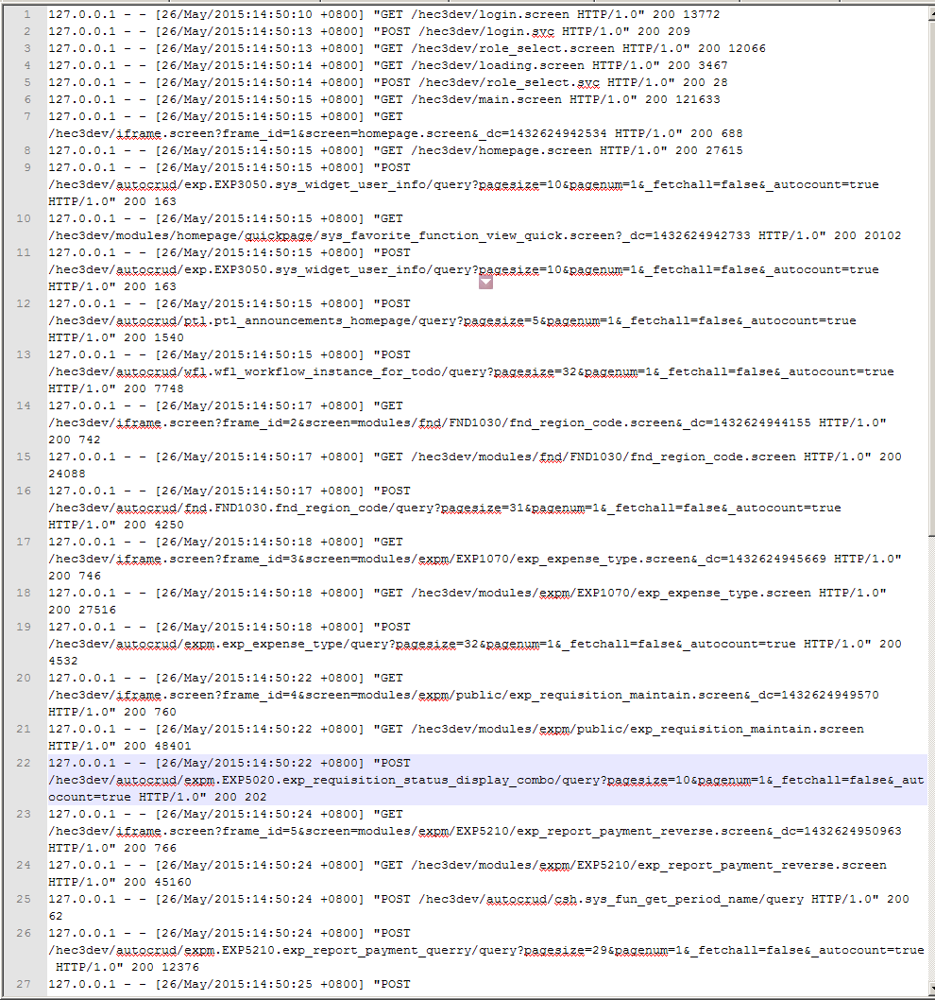 1 127.0.0.1 - - [26/May/2015:14:50:10 +0800] "GET /hec3dev/login.screen HTTP/1.0" 200 13772
2 127.0.0.1 - - [26/May/2015:14:50:13 +0800] "POST /hec3dev/login.svc HTTP/1.0" 200 209
3 127.0.0.1 - - [26/May/2015:14:50:14 +0800] "GET /hec3dev/role_select.screen HTTP/1.0" 200 12066
4 127.0.0.1 - - [26/May/2015:14:50:14 +0800] "GET /hec3dev/loading.screen HTTP/1.0" 200 3467
5 127.0.0.1 - - [26/May/2015:14:50:14 +0800] "POST /hec3dev/role_select.svc HTTP/1.0" 200 28
6 127.0.0.1 - - [26/May/2015:14:50:15 +0800] "GET /hec3dev/main.screen HTTP/1.0" 200 121633
7 127.0.0.1 - - [26/May/2015:14:50:15 +0800] "GET
/hec3dev/iframe.screen?frame_id=1&screen=homepage.screen&_dc=1432624942534 HTTP/1.0" 200 688
8 127.0.0.1 - - [26/May/2015:14:50:15 +0800] "GET /hec3dev/homepage.screen HTTP/1.0" 200 27615
9 127.0.0.1 - - [26/May/2015:14:50:15 +0800] "POST
/hec3dev/autocrud/exp.EXP3050.sys_widget_user_info/query?pagesize=10&pagenum=1&_fetchall=false&_autocount=true
HTTP/1.0" 200 163
10 127.0.0.1 - - [26/May/2015:14:50:15 +0800] "GET
/hec3dev/modules/homepage/quickpage/sys_favorite_function_view_quick.screen?_dc=1432624942733 HTTP/1.0" 200 20102
11 127.0.0.1 - - [26/May/2015:14:50:15 +0800] "POST
/hec3dev/autocrud/exp.EXP3050.sys_widget_user_info/query?pagesize=10&pagenum=1&_fetchall=false&_autocount=true
HTTP/1.0" 200 163
12 127.0.0.1 - - [26/May/2015:14:50:15 +0800] "POST
/hec3dev/autocrud/ptl.ptl_announcements_homepage/query?pagesize=5&pagenum=1&_fetchall=false&_autocount=true
HTTP/1.0" 200 1540
13 127.0.0.1 - - [26/May/2015:14:50:15 +0800] "POST
/hec3dev/autocrud/wfl.wfl_workflow_instance_for_todo/query?pagesize=32&pagenum=1&_fetchall=false&_autocount=true
HTTP/1.0" 200 7748
14 127.0.0.1 - - [26/May/2015:14:50:17 +0800] "GET
/hec3dev/iframe.screen?frame_id=2&screen=modules/fnd/FND1030/fnd_region_code.screen&_dc=1432624944155 HTTP/1.0"
200 742
15 127.0.0.1 - - [26/May/2015:14:50:17 +0800] "GET /hec3dev/modules/fnd/FND1030/fnd_region_code.screen HTTP/1.0" 200
24088
16 127.0.0.1 - - [26/May/2015:14:50:17 +0800] "POST
/hec3dev/autocrud/fnd.FND1030.fnd_region_code/query?pagesize=31&pagenum=1&_fetchall=false&_autocount=true
HTTP/1.0" 200 4250
17 127.0.0.1 - - [26/May/2015:14:50:18 +0800] "GET
/hec3dev/iframe.screen?frame_id=3&screen=modules/expm/EXP1070/exp_expense_type.screen&_dc=1432624945669 HTTP/1.0"
200 746
18 127.0.0.1 - - [26/May/2015:14:50:18 +0800] "GET /hec3dev/modules/expm/EXP1070/exp_expense_type.screen HTTP/1.0"
200 27516
19 127.0.0.1 - - [26/May/2015:14:50:18 +0800] "POST
/hec3dev/autocrud/expm.exp_expense_type/query?pagesize=32&pagenum=1&_fetchall=false&_autocount=true HTTP/1.0" 200
4532
20 127.0.0.1 - - [26/May/2015:14:50:22 +0800] "GET
/hec3dev/iframe.screen?frame_id=4&screen=modules/expm/public/exp_requisition_maintain.screen&_dc=1432624949570
HTTP/1.0" 200 760
21 127.0.0.1 - - [26/May/2015:14:50:22 +0800] "GET /hec3dev/modules/expm/public/exp_requisition_maintain.screen
HTTP/1.0" 200 48401
22 127.0.0.1 - - [26/May/2015:14:50:22 +0800] "POST
/hec3dev/autocrud/expm.EXP5020.exp_requisition_status_display_combo/query?pagesize=10&pagenum=1&_fetchall=false&_aut
ocount=true HTTP/1.0" 200 202
23 127.0.0.1 - - [26/May/2015:14:50:24 +0800] "GET
/hec3dev/iframe.screen?frame_id=5&screen=modules/expm/EXP5210/exp_report_payment_reverse.screen&_dc=1432624950963
HTTP/1.0" 200 766
24 127.0.0.1 - - [26/May/2015:14:50:24 +0800] "GET /hec3dev/modules/expm/EXP5210/exp_report_payment_reverse.screen
HTTP/1.0" 200 45160
25 127.0.0.1 - - [26/May/2015:14:50:24 +0800] "POST /hec3dev/autocrud/csh.sys_fun_get_period_name/query HTTP/1.0" 200
62
26 127.0.0.1 - - [26/May/2015:14:50:24 +0800] "POST
/hec3dev/autocrud/expm.EXP5210.exp_report_payment_querry/query?pagesize=29&pagenum=1&_fetchall=false&_autocount=true
HTTP/1.0" 200 12376
27 127.0.0.1 - - [26/May/2015:14:50:25 +0800] "POST